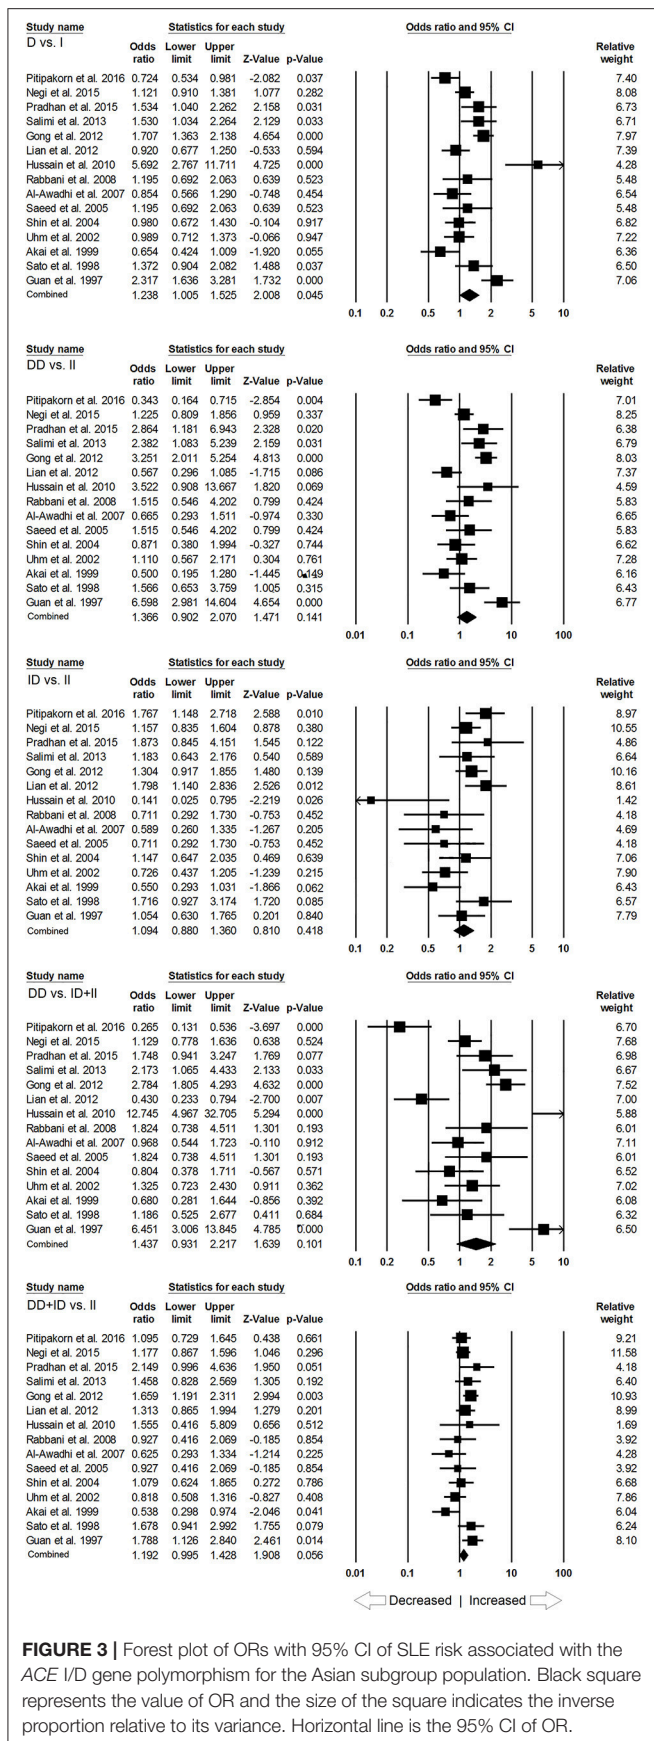 Study name Statistics for each study Odds ratio and 95% CI
D vs. I Odds Lower Upper Relative
ratio limit limit Z-Value p-Value weight
Pitipakorn et al. 2016 0.724 0.534 0.981 -2.082 0.037 7.40
Negi et al. 2015 1.121 0.910 1.381 1.077 0.282 8.08
Pradhan et al. 2015 1.534 1.040 2.262 2.158 0.031 6.73
Salimi et al. 2013 1.530 1.034 2.264 2.129 0.033 6.71
Gong et al. 2012 1.707 1.363 2.138 4.654 0.000 7.97
Lian et al. 2012 0.920 0.677 1.250 -0.533 0.594 7.39
Hussain et al. 2010 5.692 2.767 11.711 4.725 0.000 4.28
Rabbani et al. 2008 1.195 0.692 2.063 0.639 0.523 5.48
Al-Awadhi et al. 2007 0.854 0.566 1.290 -0.748 0.454 6.54
Saeed et al. 2005 1.195 0.692 2.063 0.639 0.523 5.48
Shin et al. 2004 0.980 0.672 1.430 -0.104 0.917 6.82
Uhm et al. 2002 0.989 0.712 1.373 -0.066 0.947 7.22
Akai et al. 1999 0.654 0.424 1.009 -1.920 0.055 6.36
Sato et al. 1998 1.372 0.904 2.082 1.488 0.037 6.50
Guan et al. 1997 2.317 1.636 3.281 1.732 0.000 7.06
Combined 1.238 1.005 1.525 2.008 0.045
0.1 0.2 0.5 1 2 5 10
Study name Statistics for each study Odds ratio and 95% CI
DD vs. II Odds Lower Upper Relative
ratio limit limit Z-Value p-Value weight
Pitipakorn et al. 2016 0.343 0.164 0.715 -2.854 0.004 7.01
Negi et al. 2015 1.225 0.809 1.856 0.959 0.337 8.25
Pradhan et al. 2015 2.864 1.181 6.943 2.328 0.020 6.38
Salimi et al. 2013 2.382 1.083 5.239 2.159 0.031 6.79
Gong et al. 2012 3.251 2.011 5.254 4.813 0.000 8.03
Lian et al. 2012 0.567 0.296 1.085 -1.715 0.086 7.37
Hussain et al. 2010 3.522 0.908 13.667 1.820 0.069 4.59
Rabbani et al. 2008 1.515 0.546 4.202 0.799 0.424 5.83
Al-Awadhi et al. 2007 0.665 0.293 1.511 -0.974 0.330 6.65
Saeed et al. 2005 1.515 0.546 4.202 0.799 0.424 5.83
Shin et al. 2004 0.871 0.380 1.994 -0.327 0.744 6.62
Uhm et al. 2002 1.110 0.567 2.171 0.304 0.761 7.28
Akai et al. 1999 0.500 0.195 1.280 -1.445 0.149 6.16
Sato et al. 1998 1.566 0.653 3.759 1.005 0.315 6.43
Guan et al. 1997 6.598 2.981 14.604 4.654 0.000 6.77
Combined 1.366 0.902 2.070 1.471 0.141
0.01 0.1 1 10 100
Study name Statistics for each study Odds ratio and 95% CI
ID vs. II Odds Lower Upper Relative
ratio limit limit Z-Value p-Value weight
Pitipakorn et al. 2016 1.767 1.148 2.718 2.588 0.010 8.97
Negi et al. 2015 1.157 0.835 1.604 0.878 0.380 10.55
Pradhan et al. 2015 1.873 0.845 4.151 1.545 0.122 4.86
Salimi et al. 2013 1.183 0.643 2.176 0.540 0.589 6.64
Gong et al. 2012 1.304 0.917 1.855 1.480 0.139 10.16
Lian et al. 2012 1.798 1.140 2.836 2.526 0.012 8.61
Hussain et al. 2010 0.141 0.025 0.795 -2.219 0.026 1.42
Rabbani et al. 2008 0.711 0.292 1.730 -0.753 0.452 4.18
Al-Awadhi et al. 2007 0.589 0.260 1.335 -1.267 0.205 4.69
Saeed et al. 2005 0.711 0.292 1.730 -0.753 0.452 4.18
Shin et al. 2004 1.147 0.647 2.035 0.469 0.639 7.06
Uhm et al. 2002 0.726 0.437 1.205 -1.239 0.215 7.90
Akai et al. 1999 0.550 0.293 1.031 -1.866 0.062 6.43
Sato et al. 1998 1.716 0.927 3.174 1.720 0.085 6.57
Guan et al. 1997 1.054 0.630 1.765 0.201 0.840 7.79
Combined 1.094 0.880 1.360 0.810 0.418
0.1 0.2 0.5 1 2 5 10
Study name Statistics for each study Odds ratio and 95% CI
DD vs. ID+II Odds Lower Upper Relative
ratio limit limit Z-Value p-Value weight
Pitipakorn et al. 2016 0.265 0.131 0.536 -3.697 0.000 6.70
Negi et al. 2015 1.129 0.778 1.636 0.638 0.524 7.68
Pradhan et al. 2015 1.748 0.941 3.247 1.769 0.077 6.98
Salimi et al. 2013 2.173 1.065 4.433 2.133 0.033 6.67
Gong et al. 2012 2.784 1.805 4.293 4.632 0.000 7.52
Lian et al. 2012 0.430 0.233 0.794 -2.700 0.007 7.00
Hussain et al. 2010 12.745 4.967 32.705 5.294 0.000 5.88
Rabbani et al. 2008 1.824 0.738 4.511 1.301 0.193 6.01
Al-Awadhi et al. 2007 0.968 0.544 1.723 -0.110 0.912 7.11
Saeed et al. 2005 1.824 0.738 4.511 1.301 0.193 6.01
Shin et al. 2004 0.804 0.378 1.711 -0.567 0.571 6.52
Uhm et al. 2002 1.325 0.723 2.430 0.911 0.362 7.02
Akai et al. 1999 0.680 0.281 1.644 -0.856 0.392 6.08
Sato et al. 1998 1.186 0.525 2.677 0.411 0.684 6.32
Guan et al. 1997 6.451 3.006 13.845 4.785 0.000 6.50
Combined 1.437 0.931 2.217 1.639 0.101
0.1 0.2 0.5 1 2 5 10
Study name Statistics for each study Odds ratio and 95% CI
DD+ID vs. II Odds Lower Upper Relative
ratio limit limit Z-Value p-Value weight
Pitipakorn et al. 2016 1.095 0.729 1.645 0.438 0.661 9.21
Negi et al. 2015 1.177 0.867 1.596 1.046 0.296 11.58
Pradhan et al. 2015 2.149 0.996 4.636 1.950 0.051 4.18
Salimi et al. 2013 1.458 0.828 2.569 1.305 0.192 6.40
Gong et al. 2012 1.659 1.191 2.311 2.994 0.003 10.93
Lian et al. 2012 1.313 0.865 1.994 1.279 0.201 8.99
Hussain et al. 2010 1.555 0.416 5.809 0.656 0.512 1.69
Rabbani et al. 2008 0.927 0.416 2.069 -0.185 0.854 3.92
Al-Awadhi et al. 2007 0.625 0.293 1.334 -1.214 0.225 4.28
Saeed et al. 2005 0.927 0.416 2.069 -0.185 0.854 3.92
Shin et al. 2004 1.079 0.624 1.865 0.272 0.786 6.68
Uhm et al. 2002 0.818 0.508 1.316 -0.827 0.408 7.86
Akai et al. 1999 0.538 0.298 0.974 -2.046 0.041 6.04
Sato et al. 1998 1.678 0.941 2.992 1.755 0.079 6.24
Guan et al. 1997 1.788 1.126 2.840 2.461 0.014 8.10
Combined 1.192 0.995 1.428 1.908 0.056
0.01 0.1 1 10 100
Decreased | Increased
FIGURE 3 | Forest plot of ORs with 95% CI of SLE risk associated with the
ACE I/D gene polymorphism for the Asian subgroup population. Black square
represents the value of OR and the size of the square indicates the inverse
proportion relative to its variance. Horizontal line is the 95% CI of OR.